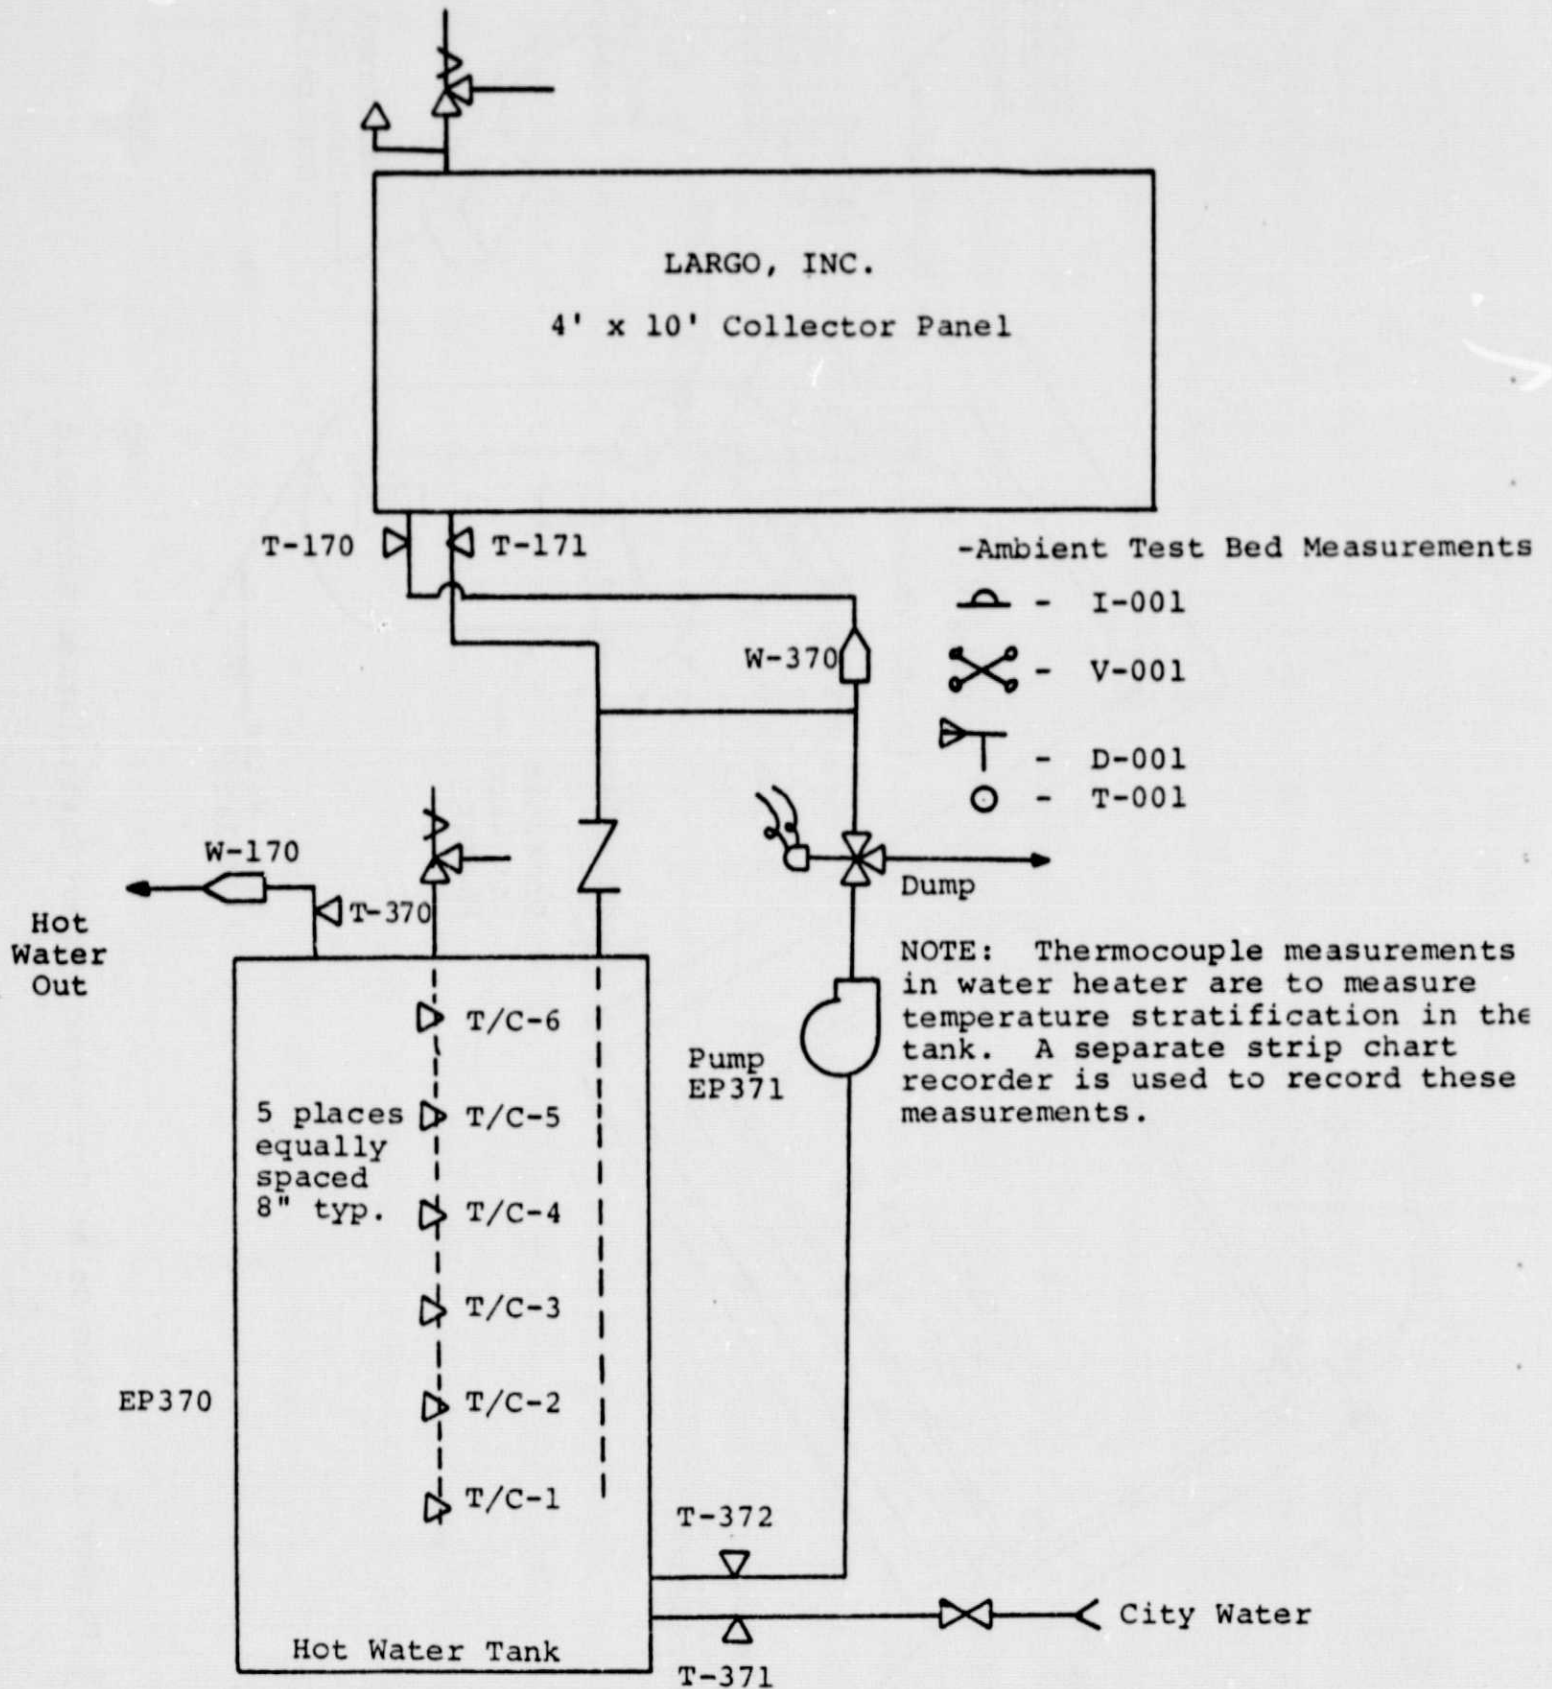 LARGO, INC.
4' x 10' Collector Panel
T-170
T-171
-Ambient Test Bed Measurements
- I-001
W-370
- V-001
- D-001
- T-001
W-170
T-370
Dump
Hot
Water
Out
NOTE: Thermocouple measurements
in water heater are to measure
temperature stratification in the
tank. A separate strip chart
recorder is used to record these
measurements.
T/C-6
Pump
EP371
5 places
equally
spaced
8" typ.
T/C-5
T/C-4
T/C-3
EP370
T/C-2
T/C-1
T-372
City Water
Hot Water Tank
T-371